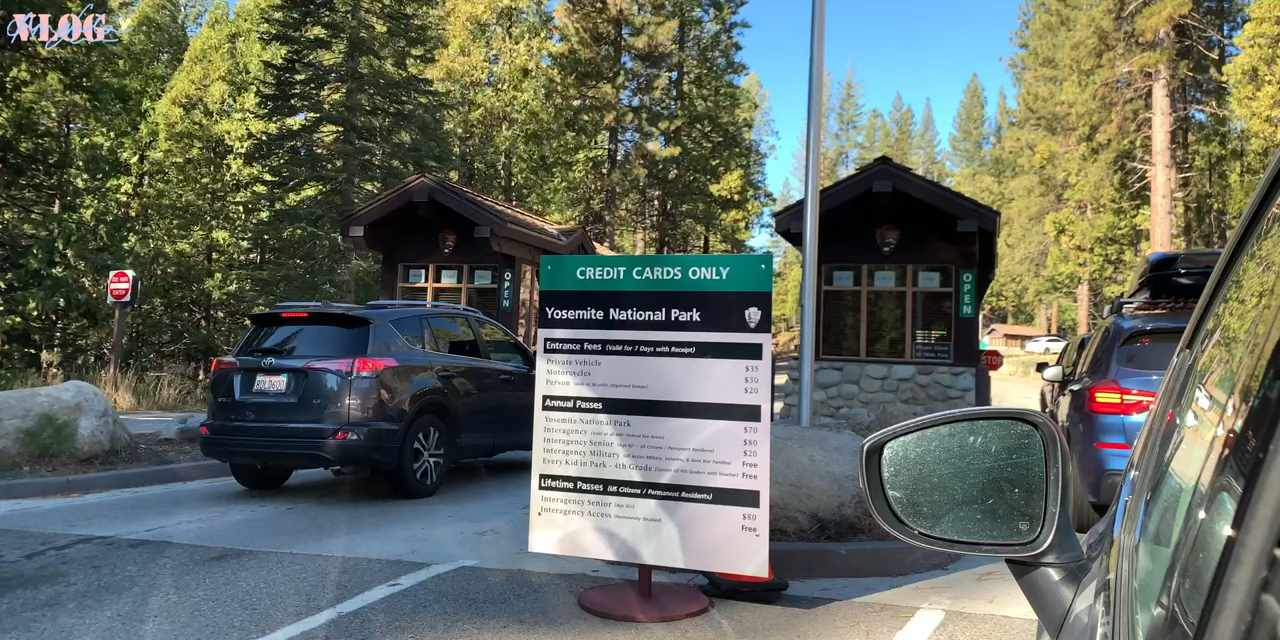 VLOG
CREDIT CARDS ONLY
Yosemite National Park
Entrance Fees (Valid for 7 Days with Receipt)
Private Vehicle $35
Motorcycles $30
Person $20
Annual Passes
Yosemite National Park $70
Interagency $80
Interagency Senior $20
Interagency Military Free
Every Kid in Park - 4th Grade Free
Lifetime Passes (US Citizens / Permanent Residents)
Interagency Senior (Age 62+) $80
Interagency Access (Permanently Disabled) Free
OPEN
OPEN
STOP
DO NOT
ENTER